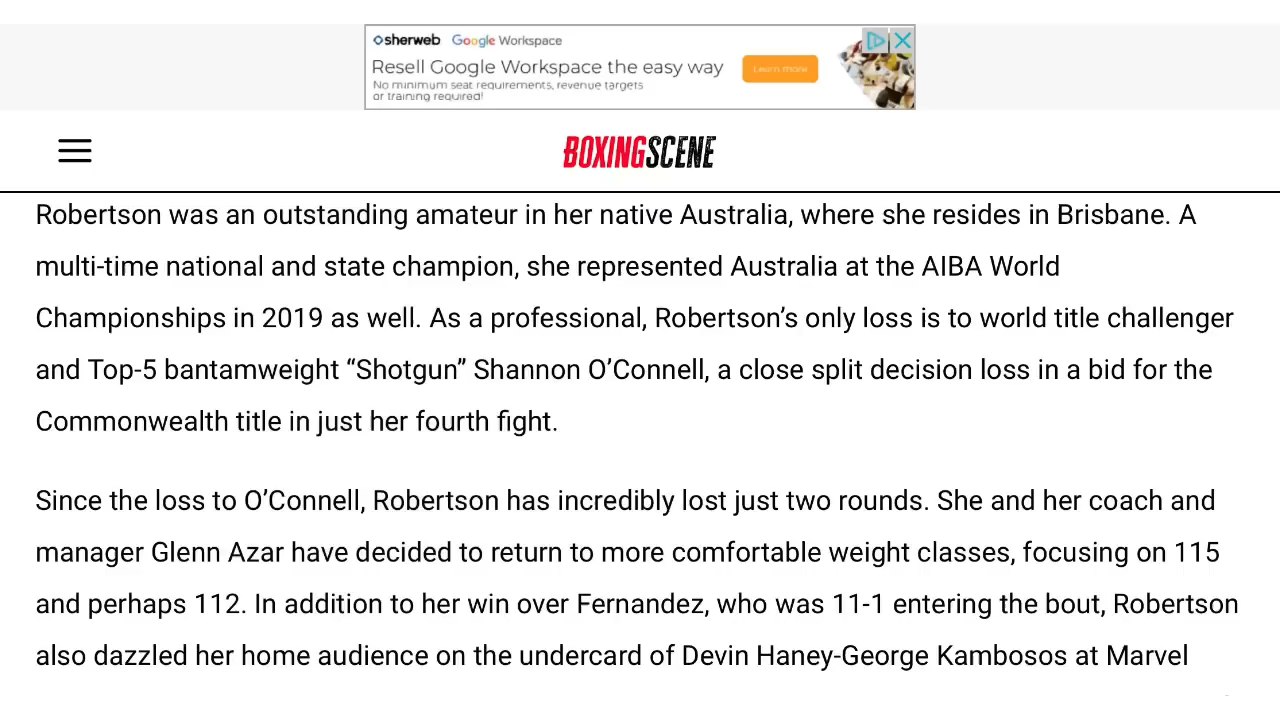 sherweb Google Workspace
Resell Google Workspace the easy way
Learn more
No minimum seat requirements, revenue targets
or training required!
BOXINGSCENE
Robertson was an outstanding amateur in her native Australia, where she resides in Brisbane. A
multi-time national and state champion, she represented Australia at the AIBA World
Championships in 2019 as well. As a professional, Robertson’s only loss is to world title challenger
and Top-5 bantamweight “Shotgun” Shannon O’Connell, a close split decision loss in a bid for the
Commonwealth title in just her fourth fight.
Since the loss to O’Connell, Robertson has incredibly lost just two rounds. She and her coach and
manager Glenn Azar have decided to return to more comfortable weight classes, focusing on 115
and perhaps 112. In addition to her win over Fernandez, who was 11-1 entering the bout, Robertson
also dazzled her home audience on the undercard of Devin Haney-George Kambosos at Marvel